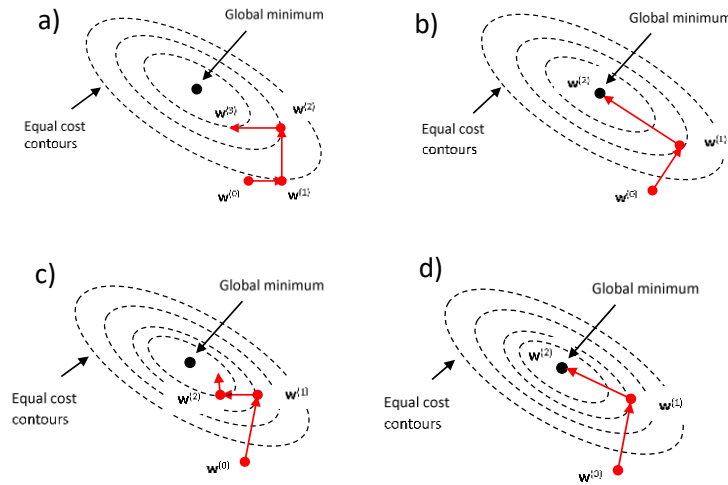 a)
Global minimum
w(3)
w(2)
Equal cost
contours
w(0)
w(1)
b)
Global minimum
w(2)
Equal cost
contours
w(1)
w(0)
c)
Global minimum
Equal cost
contours
w(2)
w(1)
w(0)
d)
Global minimum
w(2)
Equal cost
contours
w(1)
w(0)